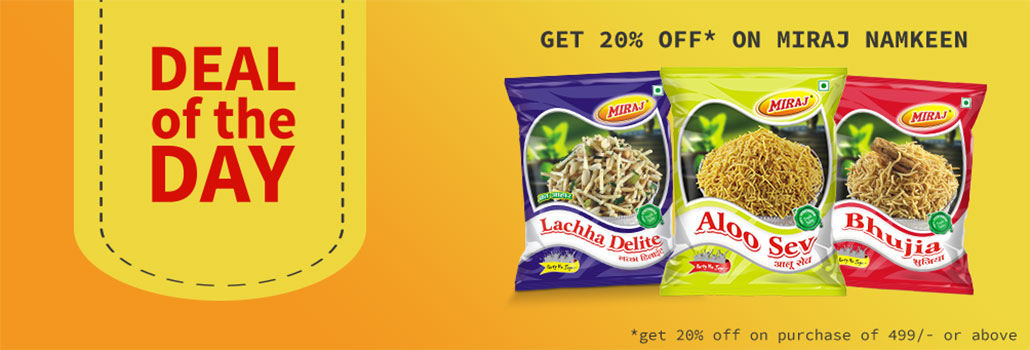 DEAL
of the
DAY
GET 20% OFF* ON MIRAJ NAMKEEN
MIRAJ
Lachha Delite
लच्छा डिलाईट
MIRAJ
Aloo Sev
आलू सेव
MIRAJ
Bhujia
भुजिया
*get 20% off on purchase of 499/- or above